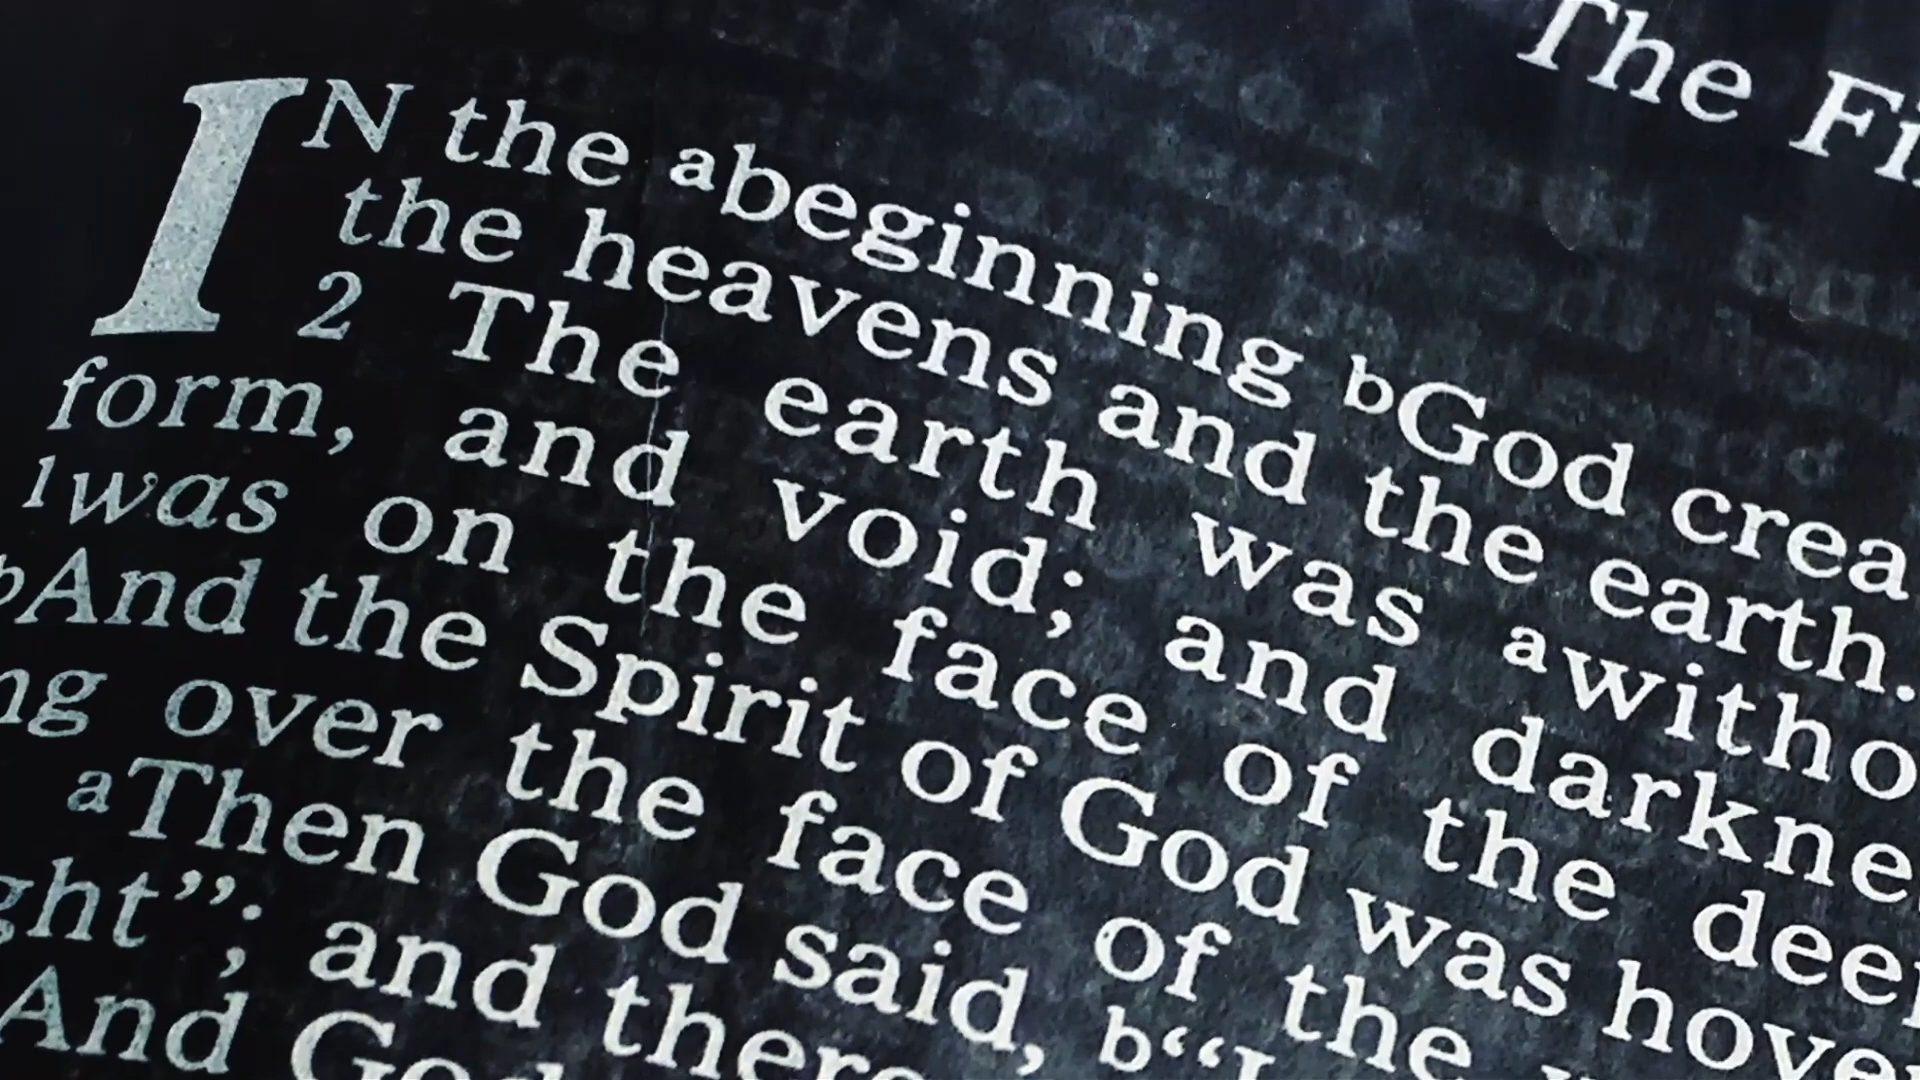 The Fi
IN the abeginning bGod crea
the heavens and the earth.
2 The earth was awitho
form, and void; and darkne
1was on the face of the dee
bAnd the Spirit of God was hove
ng over the face of the
aThen God said, b“L
ght”; and there
And God